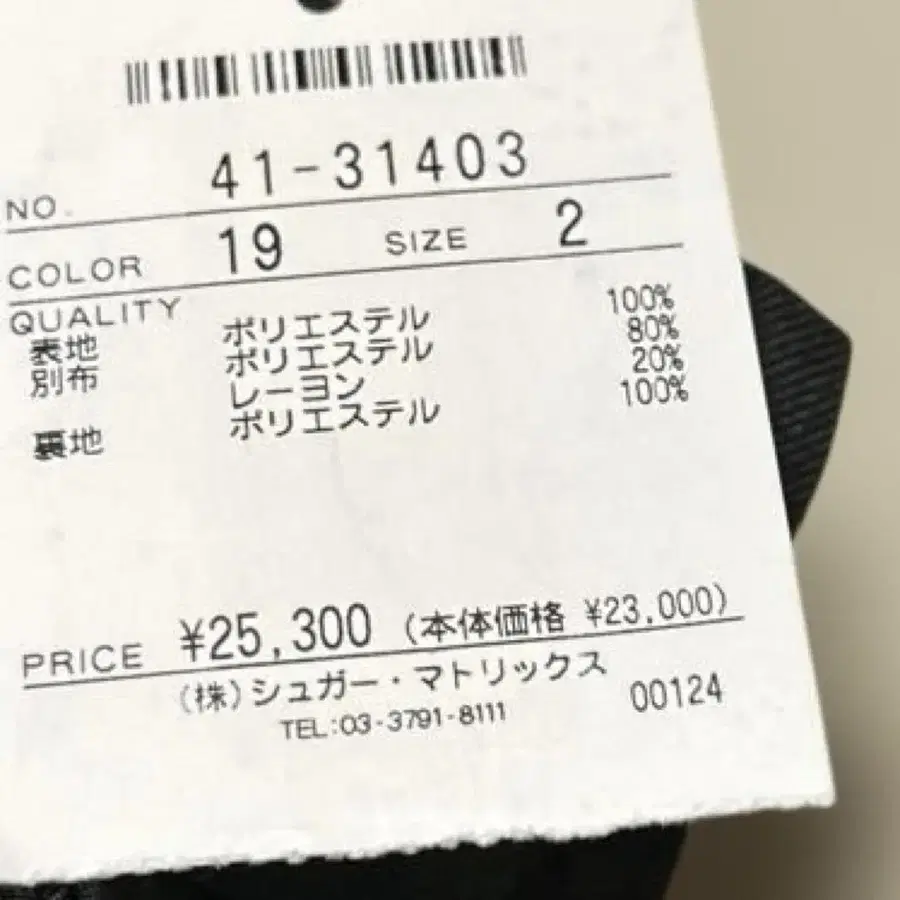 NO. 41-31403
COLOR 19 SIZE 2
QUALITY
表地 ポリエステル 100%
別布 ポリエステル 80%
レーヨン 20%
裏地 ポリエステル 100%
PRICE ¥25,300 (本体価格 ¥23,000)
(株)シュガー・マトリックス
TEL:03-3791-8111 00124